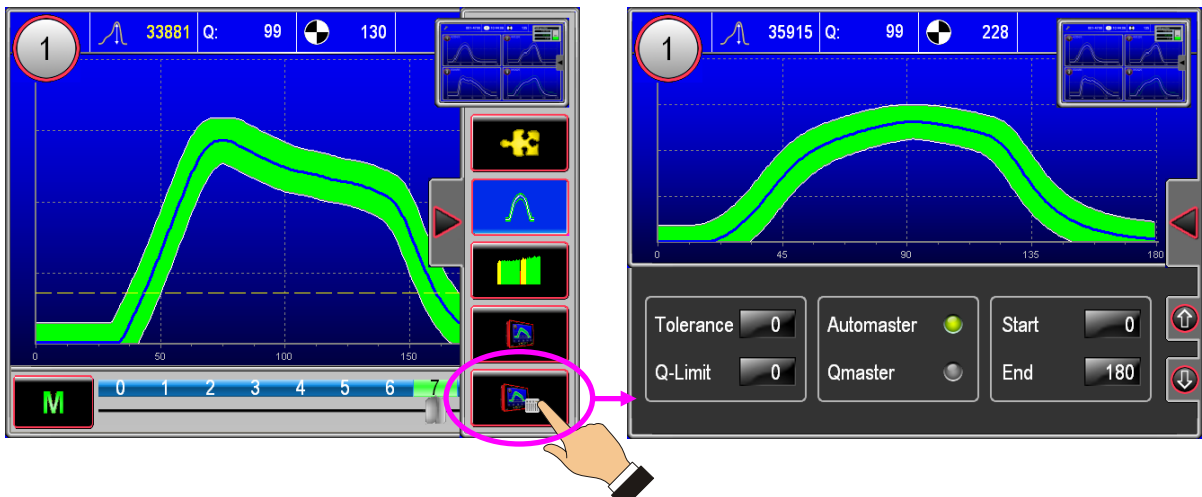 1 33881 Q: 99 130
0 50 100 150
M 0 1 2 3 4 5 6 7
1 35915 Q: 99 228
0 45 90 135 180
Tolerance 0 Automaster Start 0
Q-Limit 0 Qmaster End 180